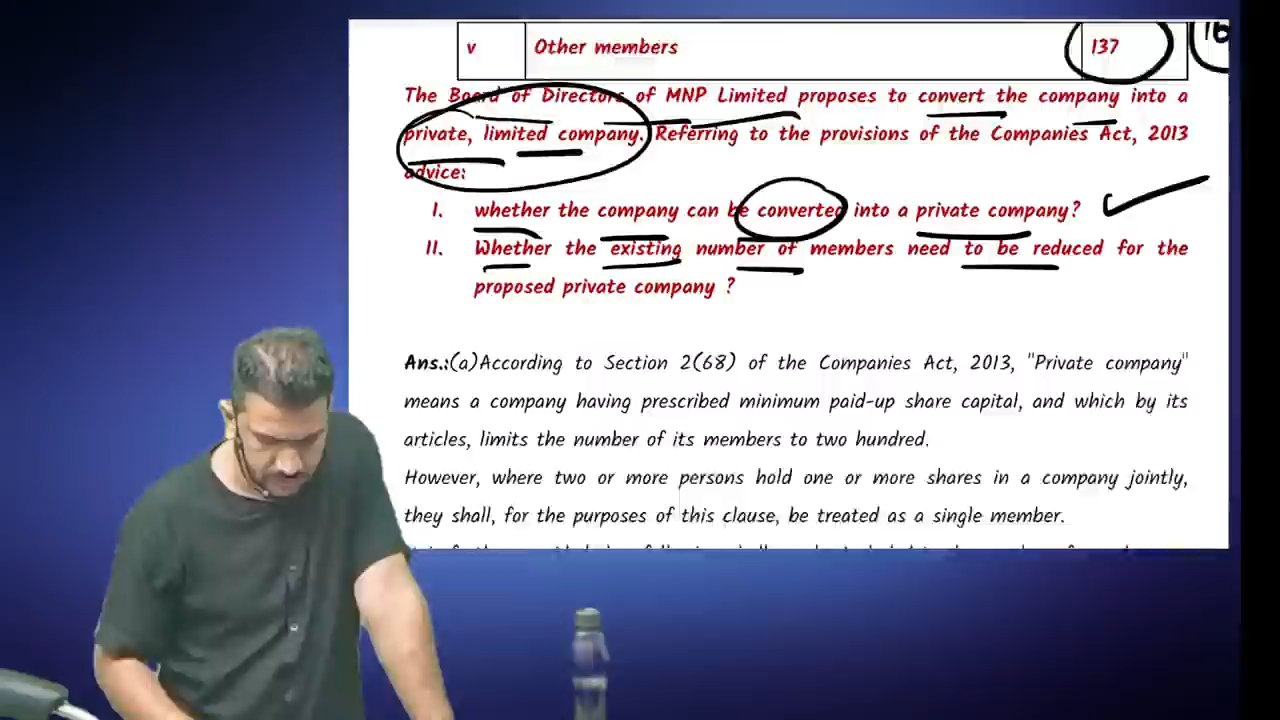 v Other members 137 16
The Board of Directors of MNP Limited proposes to convert the company into a
private, limited company. Referring to the provisions of the Companies Act, 2013
advice:
I. whether the company can be converted into a private company?
II. Whether the existing number of members need to be reduced for the
proposed private company ?
Ans.:(a)According to Section 2(68) of the Companies Act, 2013, "Private company"
means a company having prescribed minimum paid-up share capital, and which by its
articles, limits the number of its members to two hundred.
However, where two or more persons hold one or more shares in a company jointly,
they shall, for the purposes of this clause, be treated as a single member.